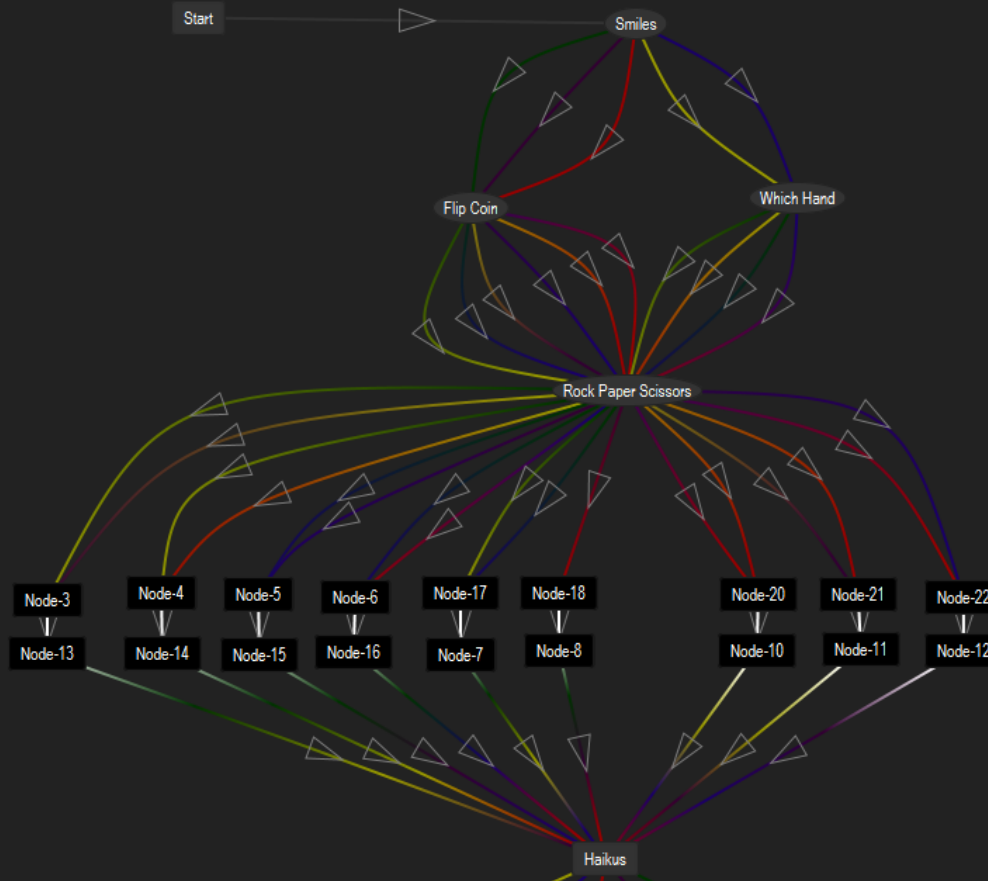 Start
Smiles
Flip Coin
Which Hand
Rock Paper Scissors
Node-3
Node-4
Node-5
Node-6
Node-17
Node-18
Node-20
Node-21
Node-22
Node-13
Node-14
Node-15
Node-16
Node-7
Node-8
Node-10
Node-11
Node-12
Haikus